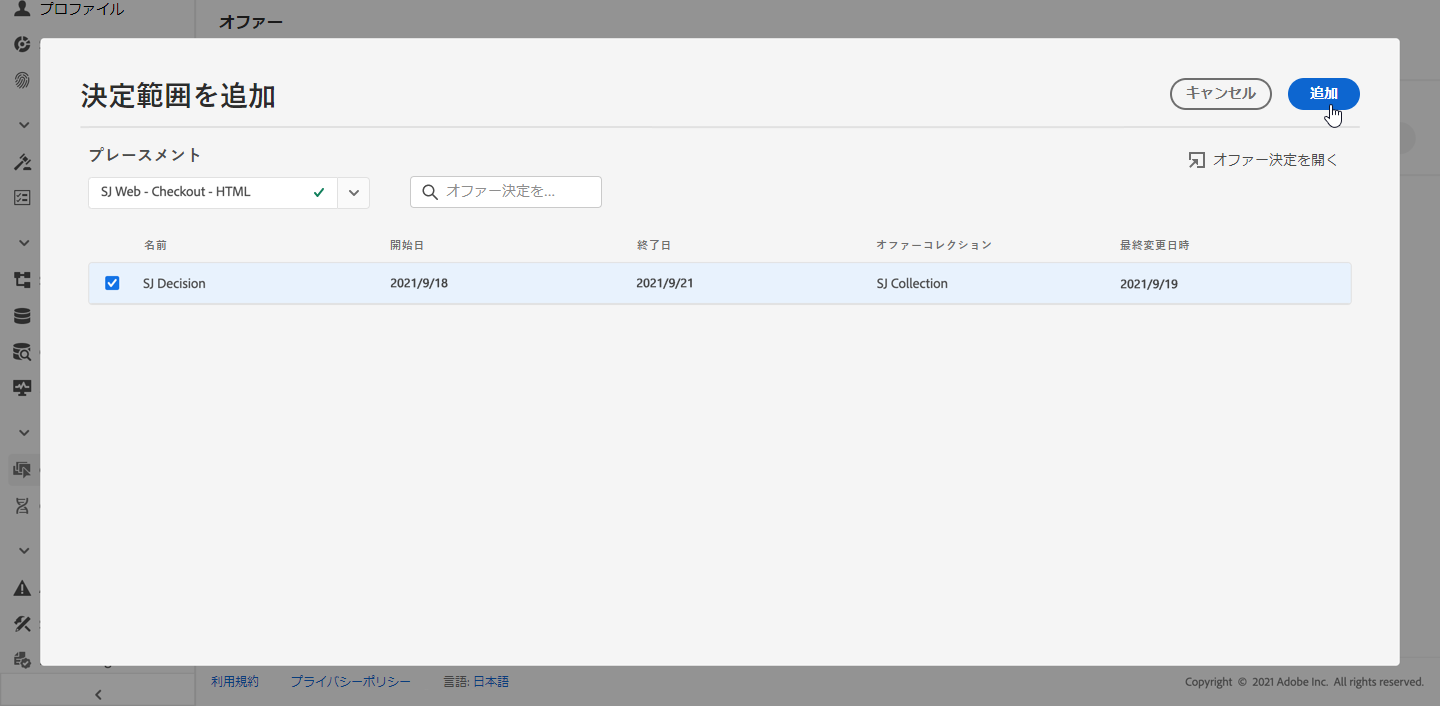 プロファイル
オファー
決定範囲を追加
キャンセル
追加
プレースメント
オファー決定を開く
SJ Web - Checkout - HTML
オファー決定を...
名前
開始日
終了日
オファーコレクション
最終変更日時
SJ Decision
2021/9/18
2021/9/21
SJ Collection
2021/9/19
利用規約
プライバシーポリシー
言語: 日本語
Copyright © 2021 Adobe Inc. All rights reserved.